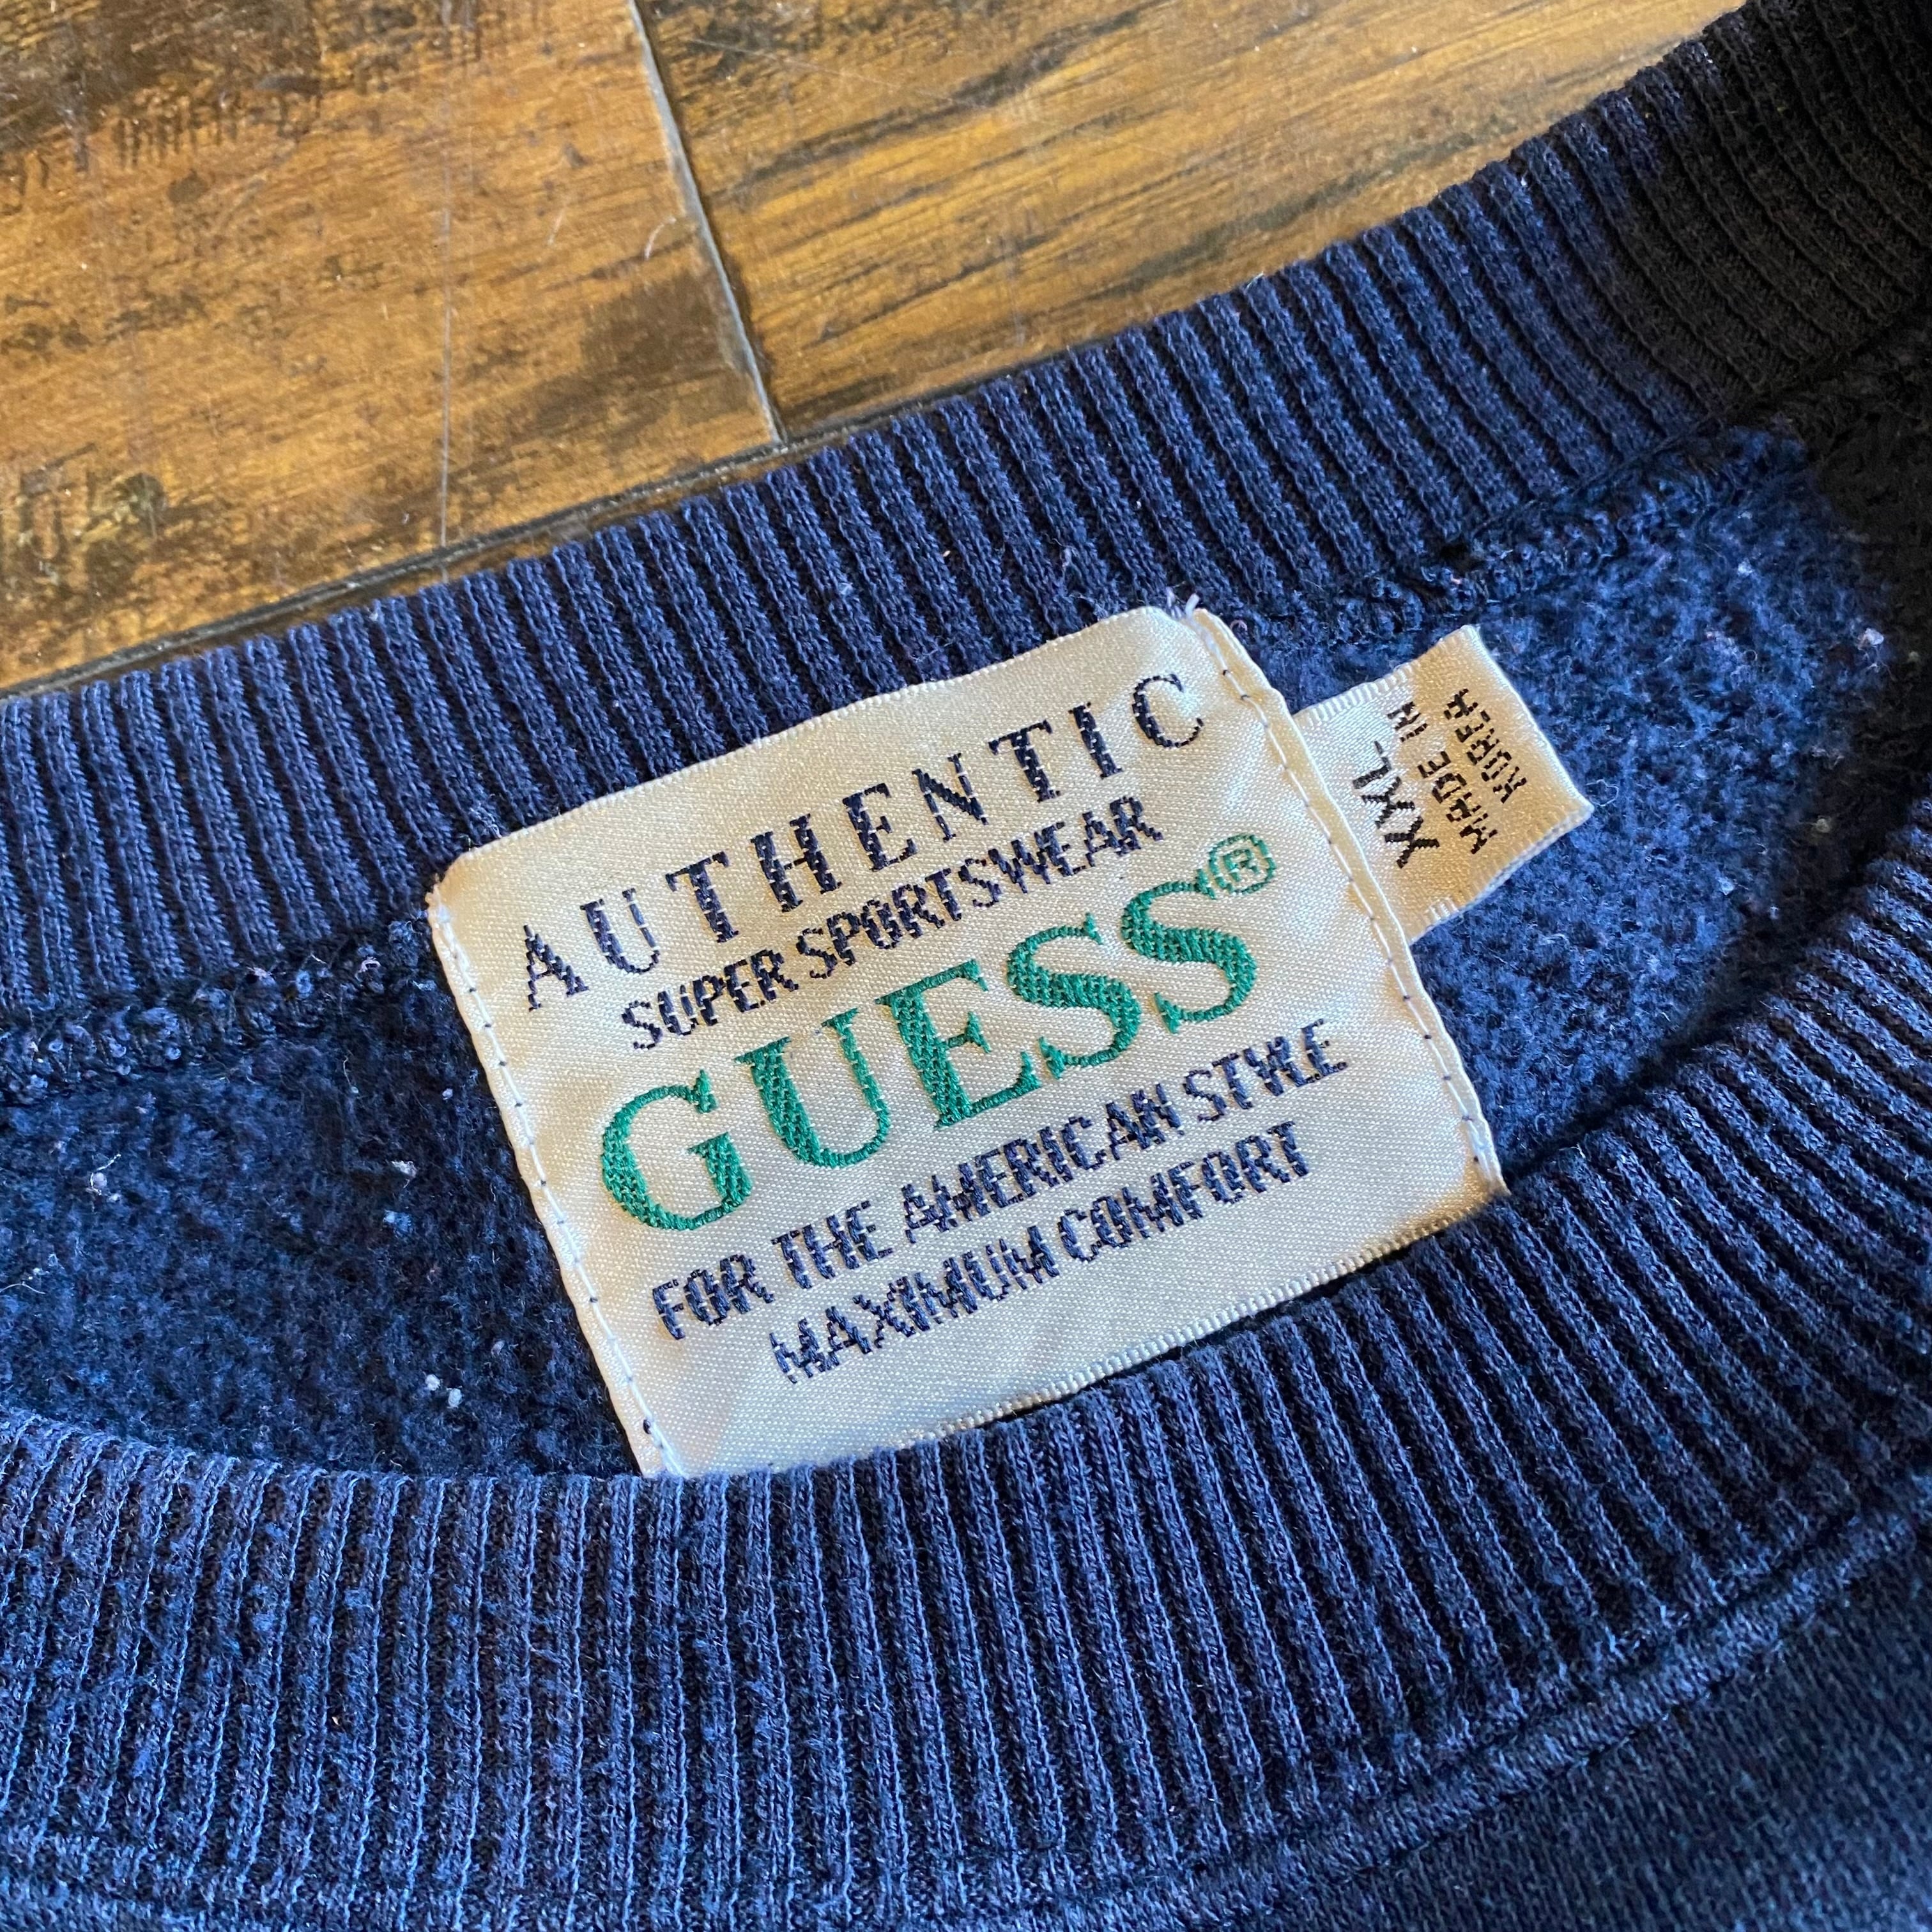 AUTHENTIC
SUPER SPORTSWEAR
GUESS®
FOR THE AMERICAN STYLE
MAXIMUM COMFORT
XXL
MADE IN
KOREA